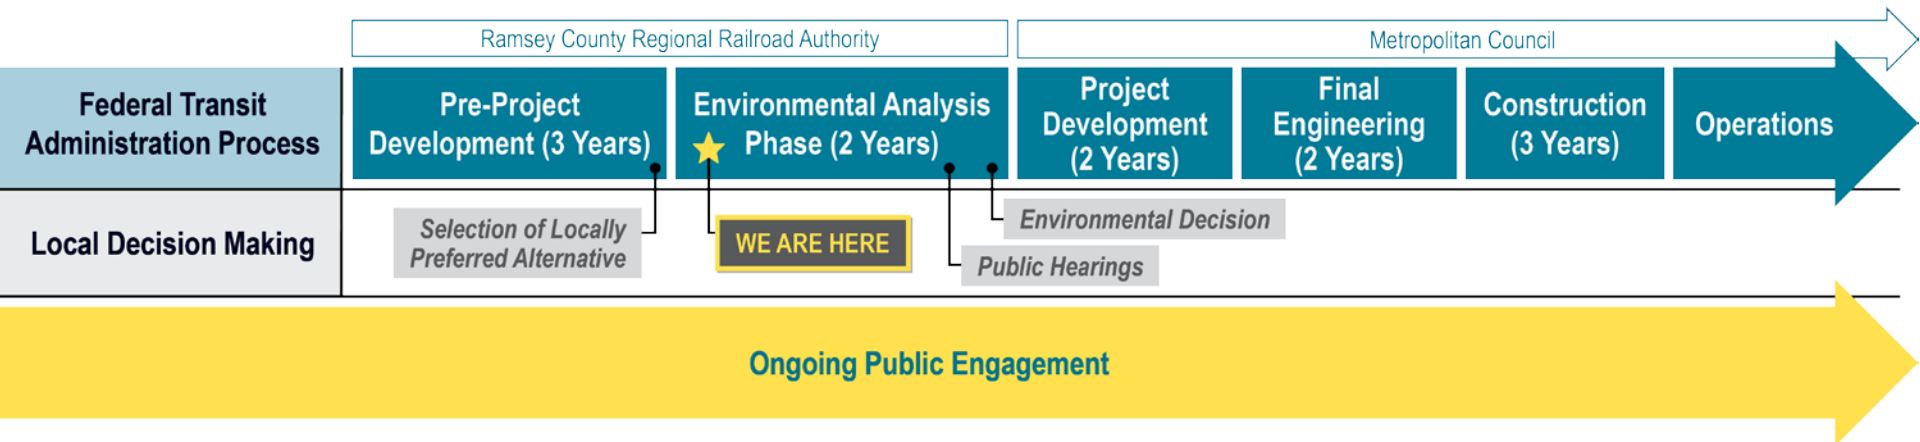 Ramsey County Regional Railroad Authority
Metropolitan Council
Federal Transit
Administration Process
Pre-Project
Development (3 Years)
Environmental Analysis
Phase (2 Years)
Project
Development
(2 Years)
Final
Engineering
(2 Years)
Construction
(3 Years)
Operations
Local Decision Making
Selection of Locally
Preferred Alternative
WE ARE HERE
Environmental Decision
Public Hearings
Ongoing Public Engagement